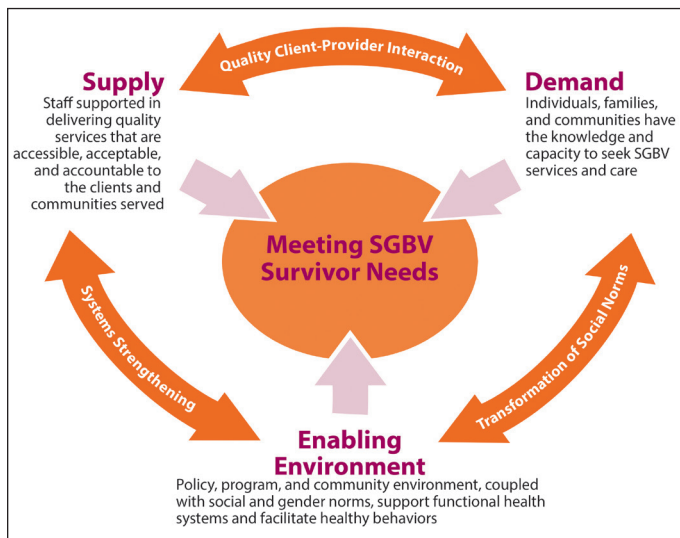 Quality Client-Provider Interaction
Supply
Staff supported in
delivering quality
services that are
accessible, acceptable,
and accountable to
the clients and
communities served
Demand
Individuals, families,
and communities have
the knowledge and
capacity to seek SGBV
services and care
Meeting SGBV
Survivor Needs
Systems Strengthening
Transformation of Social Norms
Enabling
Environment
Policy, program, and community environment, coupled
with social and gender norms, support functional health
systems and facilitate healthy behaviors